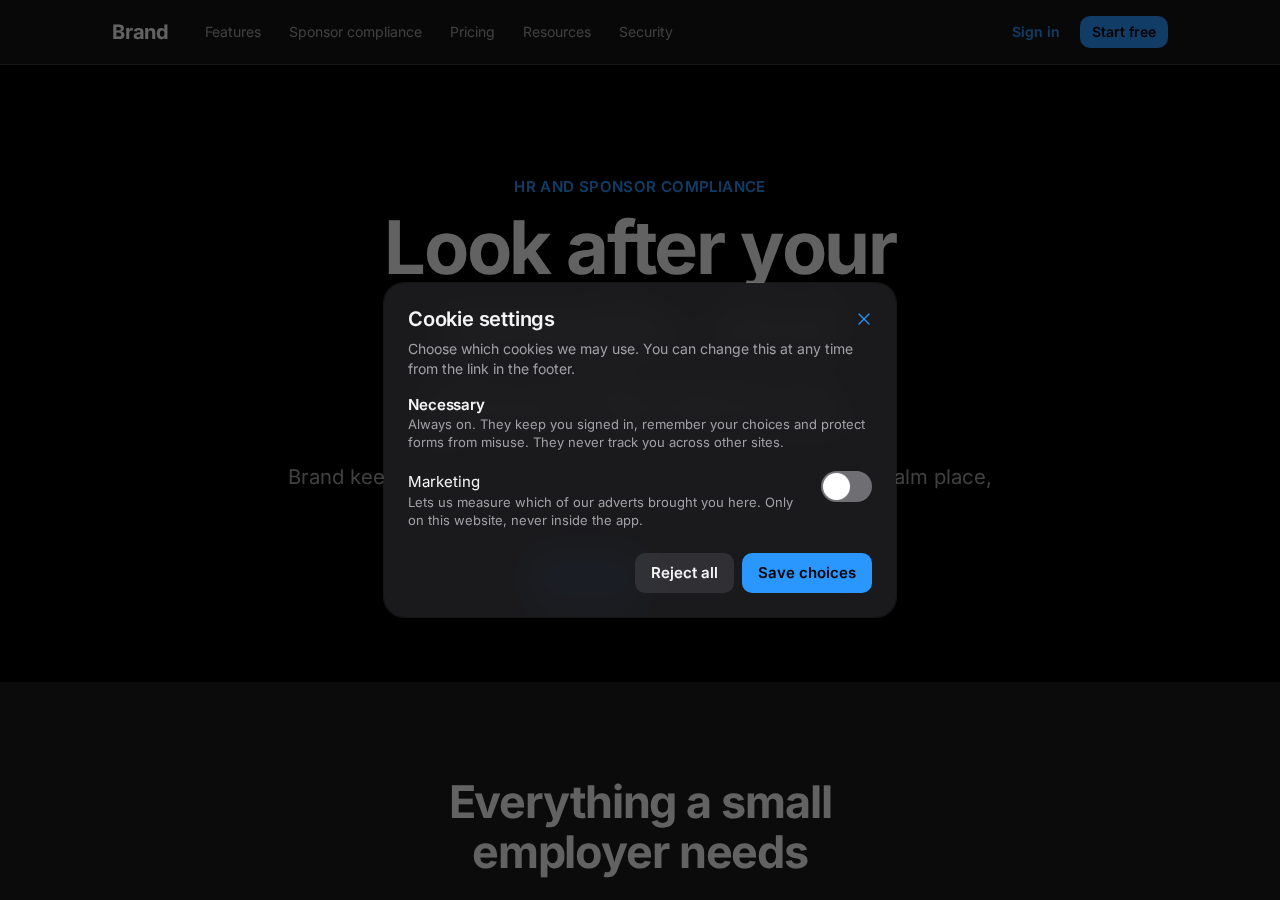 Brand Features Sponsor compliance Pricing Resources Security Sign in Start free
HR AND SPONSOR COMPLIANCE
Look after your
Cookie settings
Choose which cookies we may use. You can change this at any time
from the link in the footer.
Necessary
Always on. They keep you signed in, remember your choices and protect
forms from misuse. They never track you across other sites.
Brand
place,
Marketing
Lets us measure which of our adverts brought you here. Only
on this website, never inside the app.
Reject all Save choices
Everything a small
employer needs